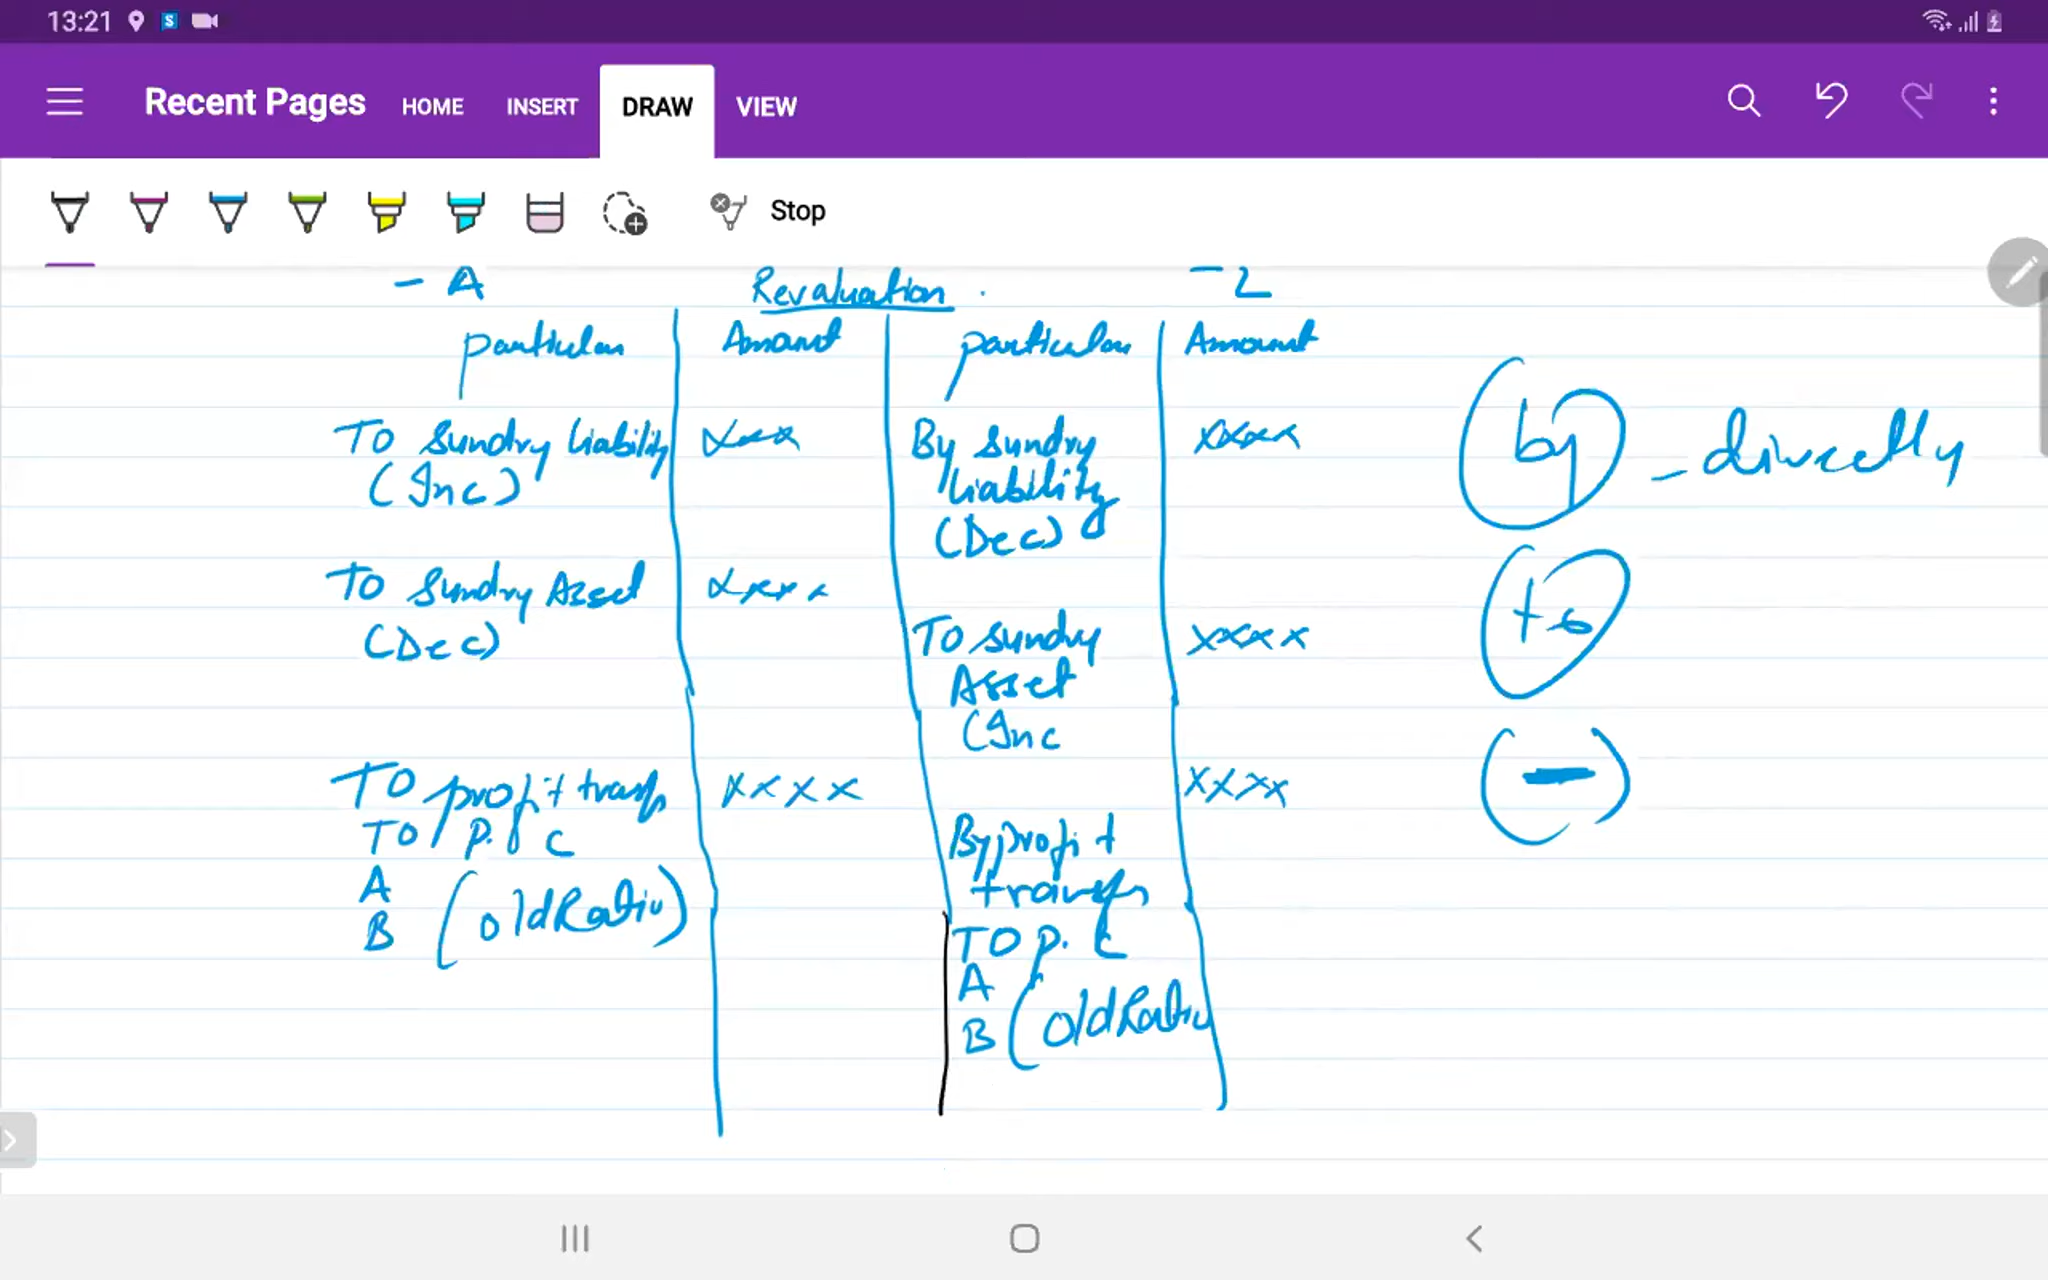 13:21
Recent Pages HOME INSERT DRAW VIEW
Stop
- A Revaluation . - 2
particular Amount particular Amount
To Sundry liability xxx By sundry xxxx
(Inc) liability
(Dec)
To Sundry Asset xxxx
(Dec) To sundry xxxx
Asset
(Inc
To profit transf xxxx xxxx
To P. C By profit
transfer
A To P. C
B (old Ratio) A
B (old Ratio
by - directly
to
(-)